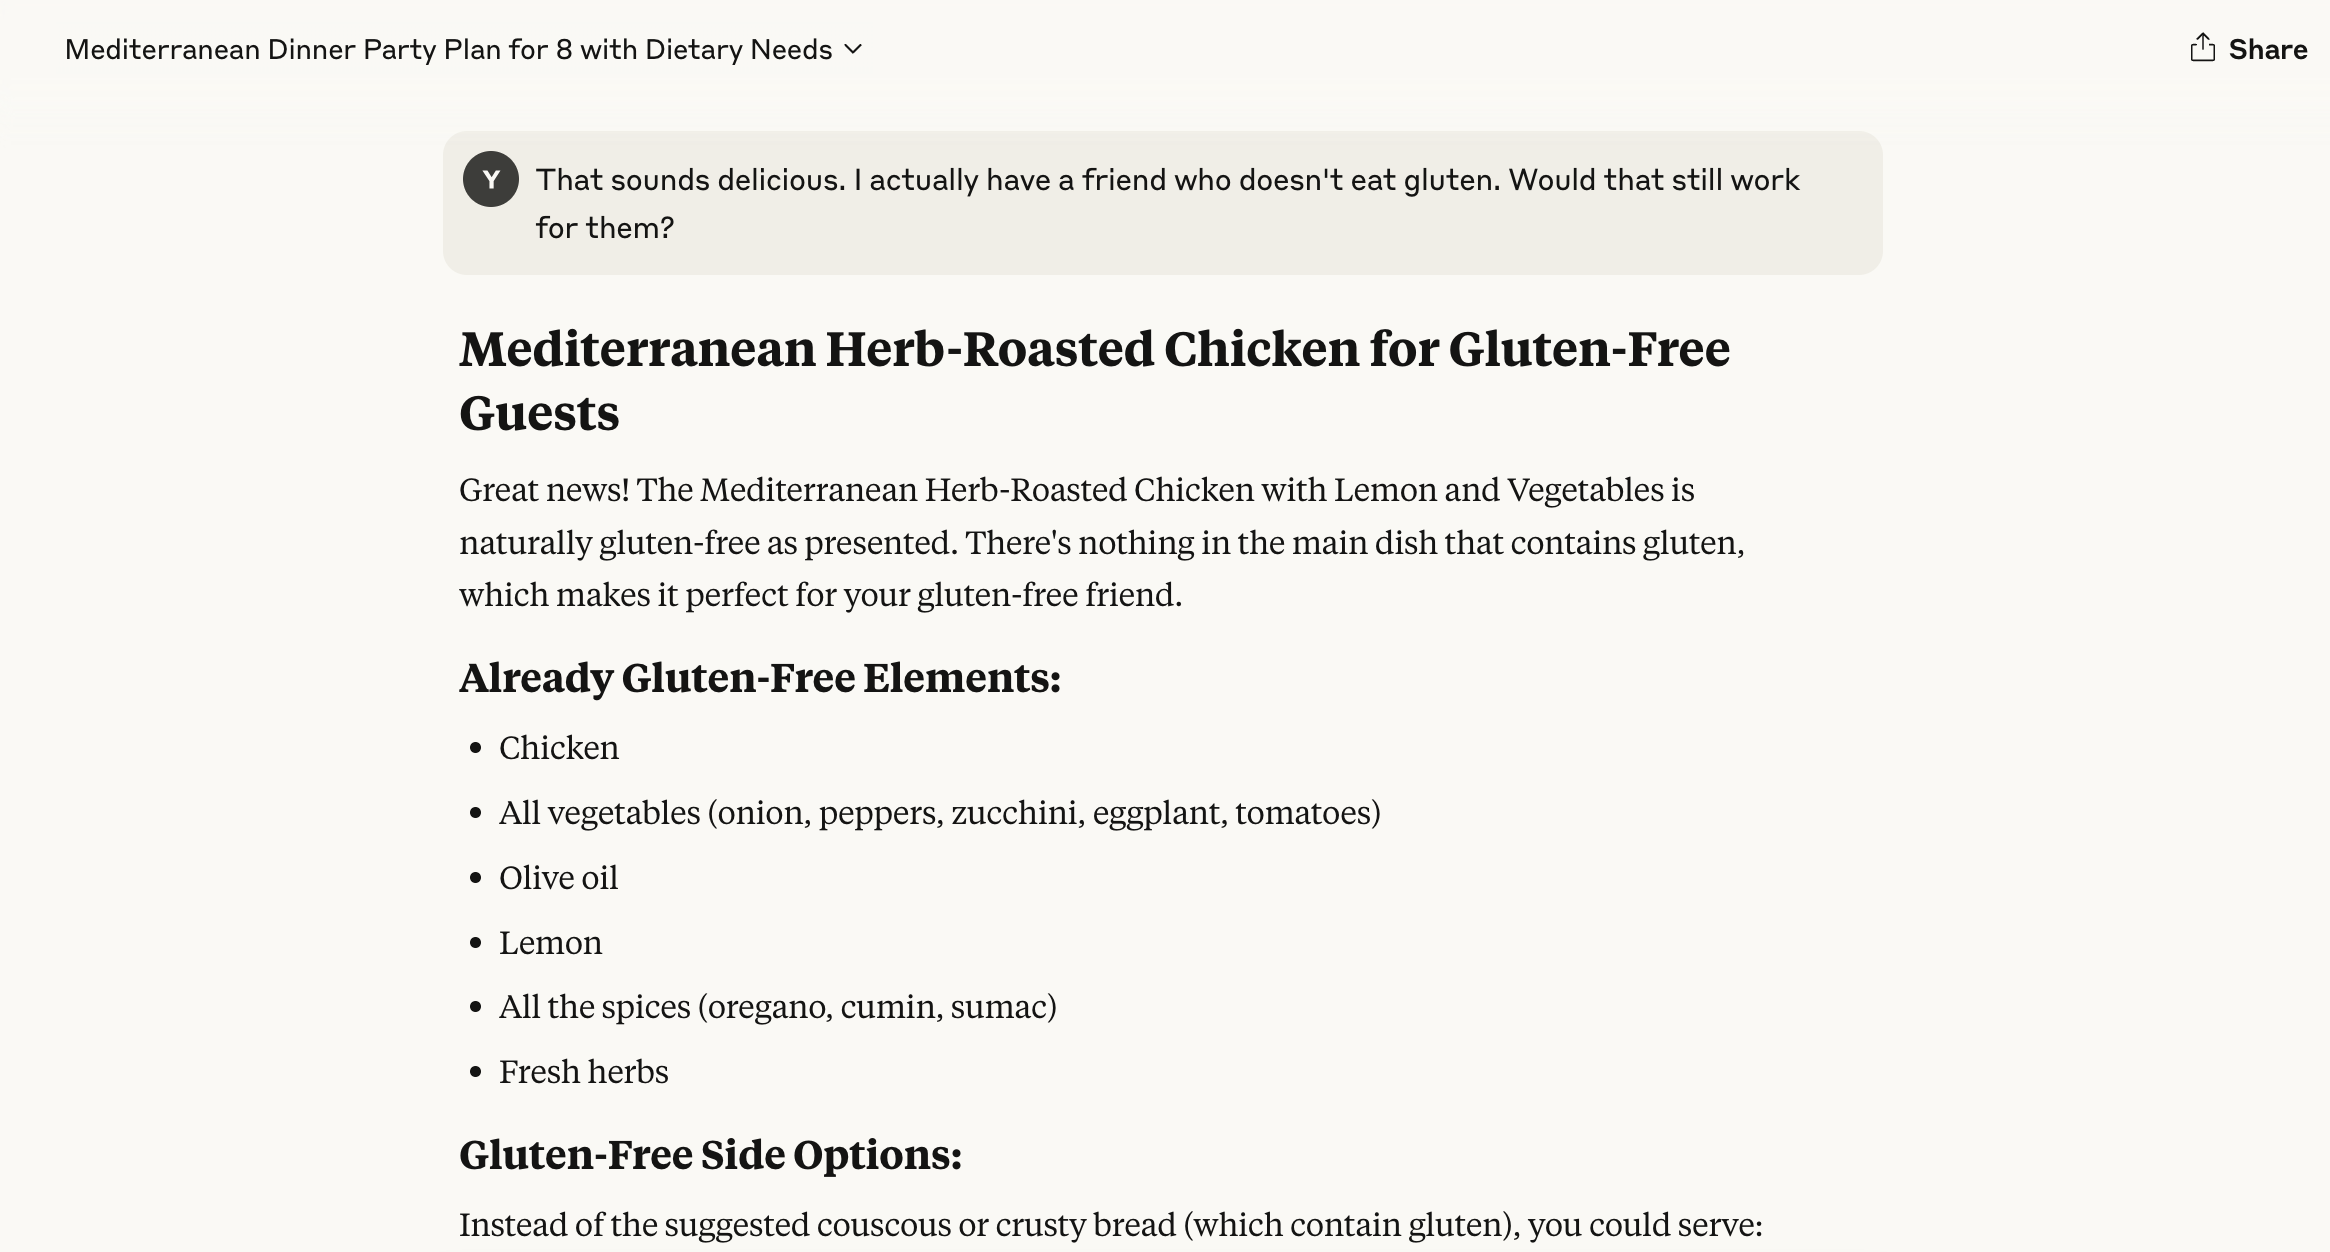 Mediterranean Dinner Party Plan for 8 with Dietary Needs
Share
Y
That sounds delicious. I actually have a friend who doesn't eat gluten. Would that still work
for them?
Mediterranean Herb-Roasted Chicken for Gluten-Free
Guests
Great news! The Mediterranean Herb-Roasted Chicken with Lemon and Vegetables is
naturally gluten-free as presented. There's nothing in the main dish that contains gluten,
which makes it perfect for your gluten-free friend.
Already Gluten-Free Elements:
• Chicken
• All vegetables (onion, peppers, zucchini, eggplant, tomatoes)
• Olive oil
• Lemon
• All the spices (oregano, cumin, sumac)
• Fresh herbs
Gluten-Free Side Options:
Instead of the suggested couscous or crusty bread (which contain gluten), you could serve: